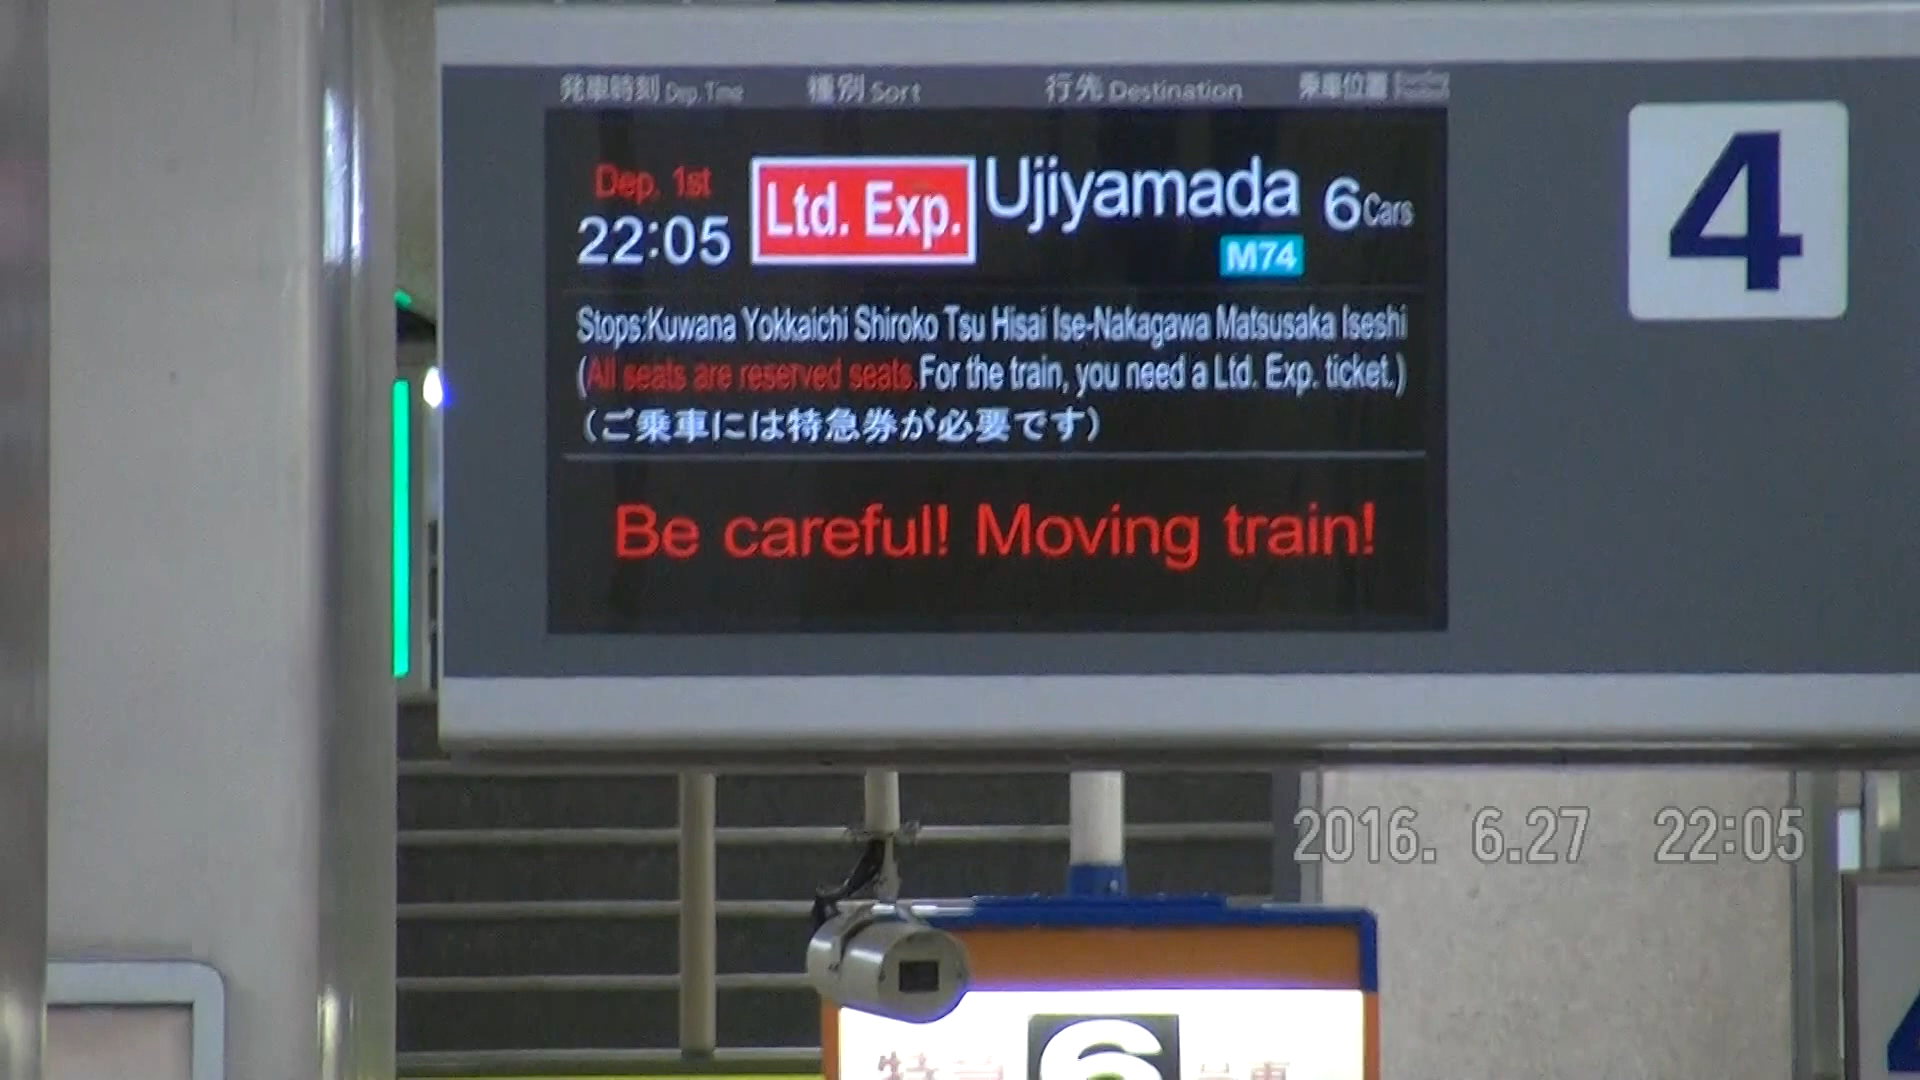 発車時刻 Dep. Time 種別 Sort 行先 Destination 乗車位置
Dep. 1st
22:05 Ltd. Exp. Ujiyamada 6 Cars
M74
4
Stops:Kuwana Yokkaichi Shiroko Tsu Hisai Ise-Nakagawa Matsusaka Iseshi
(All seats are reserved seats.For the train, you need a Ltd. Exp. ticket.)
(ご乗車には特急券が必要です)
Be careful! Moving train!
2016. 6.27 22:05
6